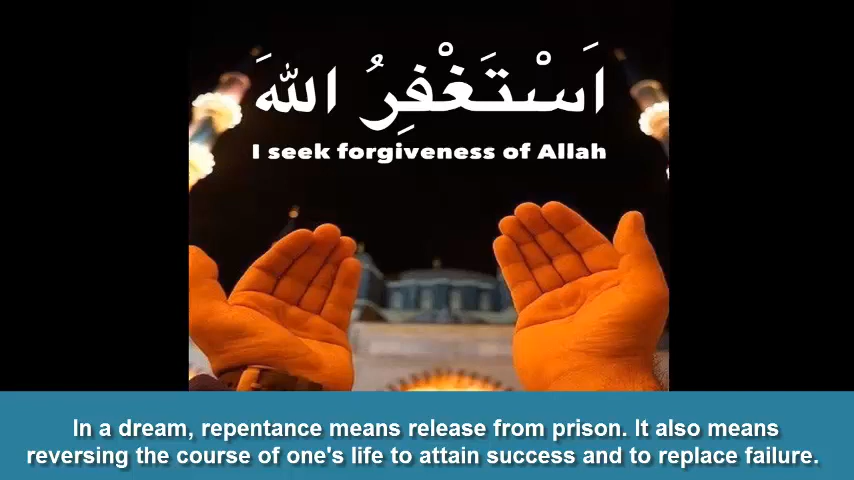 اَسْتَغْفِرُ اللهَ
I seek forgiveness of Allah
In a dream, repentance means release from prison. It also means
reversing the course of one's life to attain success and to replace failure.